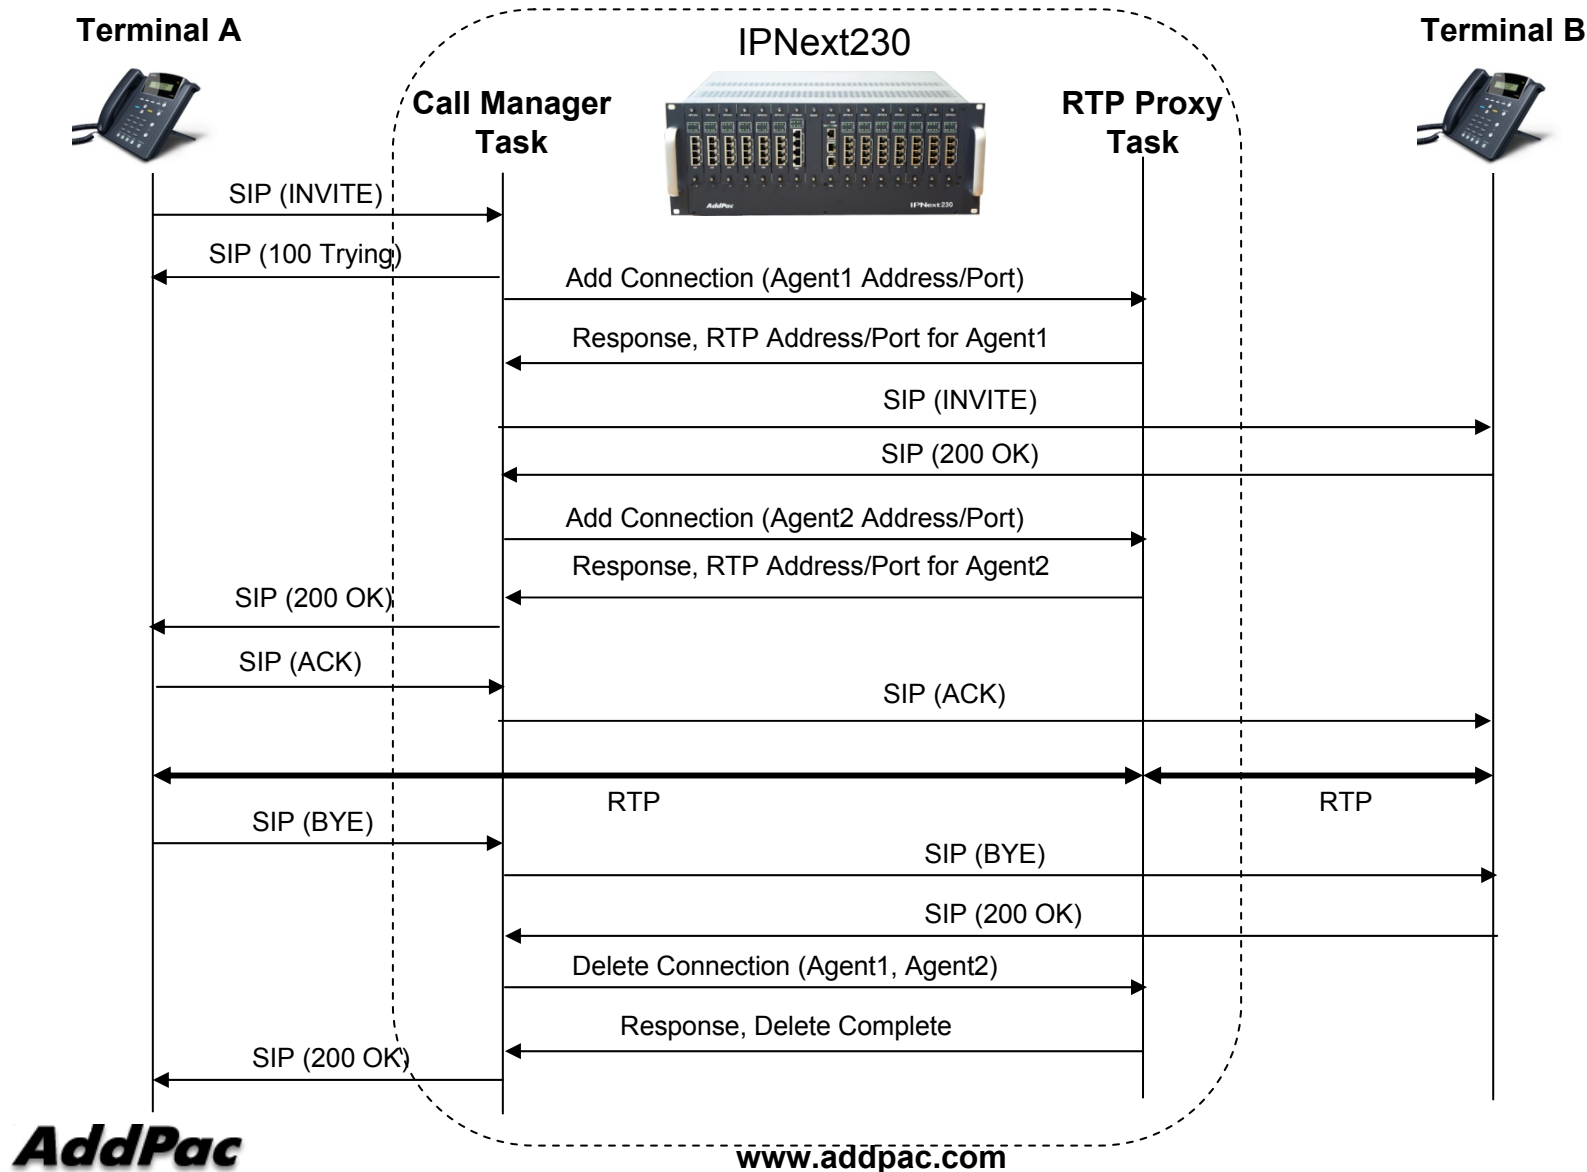 Terminal A
IPNext230
Terminal B
Call Manager
Task
RTP Proxy
Task
AddPac
IPNext230
SIP (INVITE)
SIP (100 Trying)
Add Connection (Agent1 Address/Port)
Response, RTP Address/Port for Agent1
SIP (INVITE)
SIP (200 OK)
Add Connection (Agent2 Address/Port)
Response, RTP Address/Port for Agent2
SIP (200 OK)
SIP (ACK)
SIP (ACK)
RTP
RTP
SIP (BYE)
SIP (BYE)
SIP (200 OK)
Delete Connection (Agent1, Agent2)
Response, Delete Complete
SIP (200 OK)
AddPac
www.addpac.com